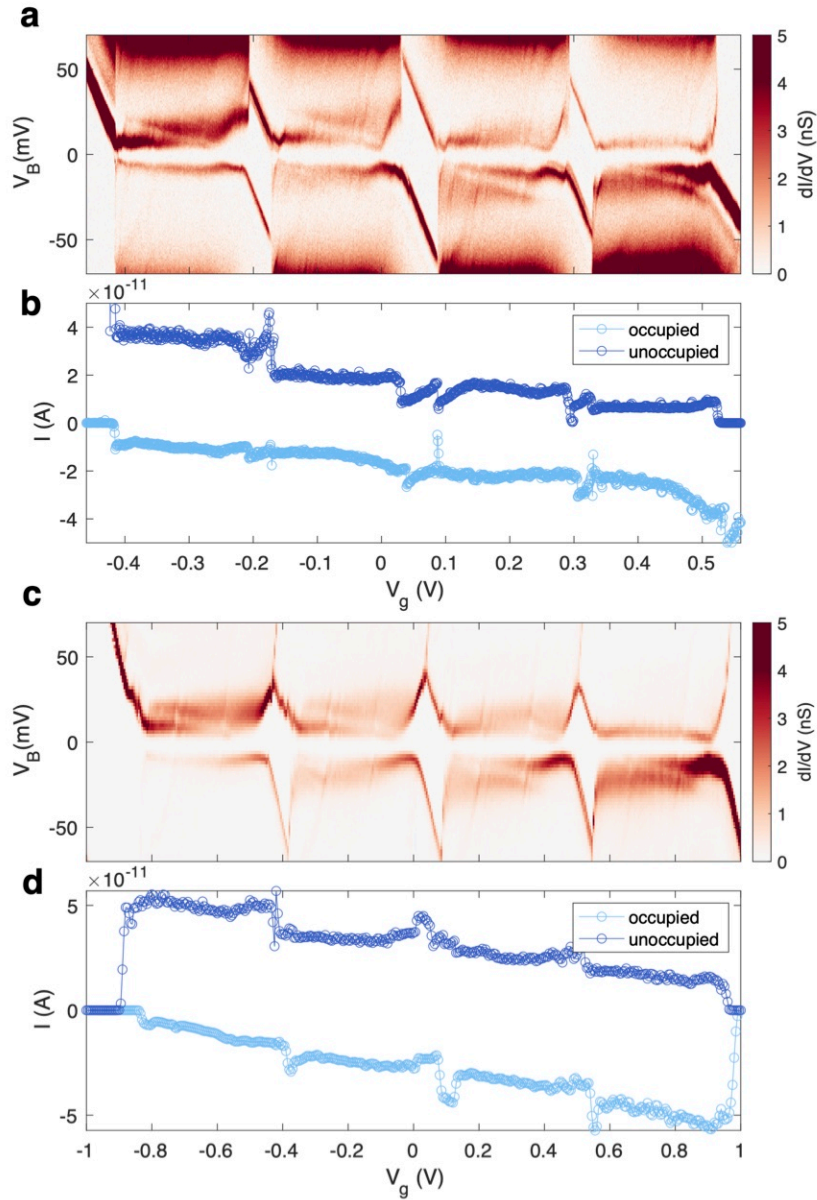 a
50
0
-50
V_B(mV)
5
4
3
2
1
0
dI/dV (nS)
b
×10^-11
4
2
0
-2
-4
I (A)
occupied
unoccupied
-0.4 -0.3 -0.2 -0.1 0 0.1 0.2 0.3 0.4 0.5
V_g (V)
c
50
0
-50
V_B(mV)
5
4
3
2
1
0
dI/dV (nS)
d
×10^-11
5
0
-5
I (A)
occupied
unoccupied
-1 -0.8 -0.6 -0.4 -0.2 0 0.2 0.4 0.6 0.8 1
V_g (V)